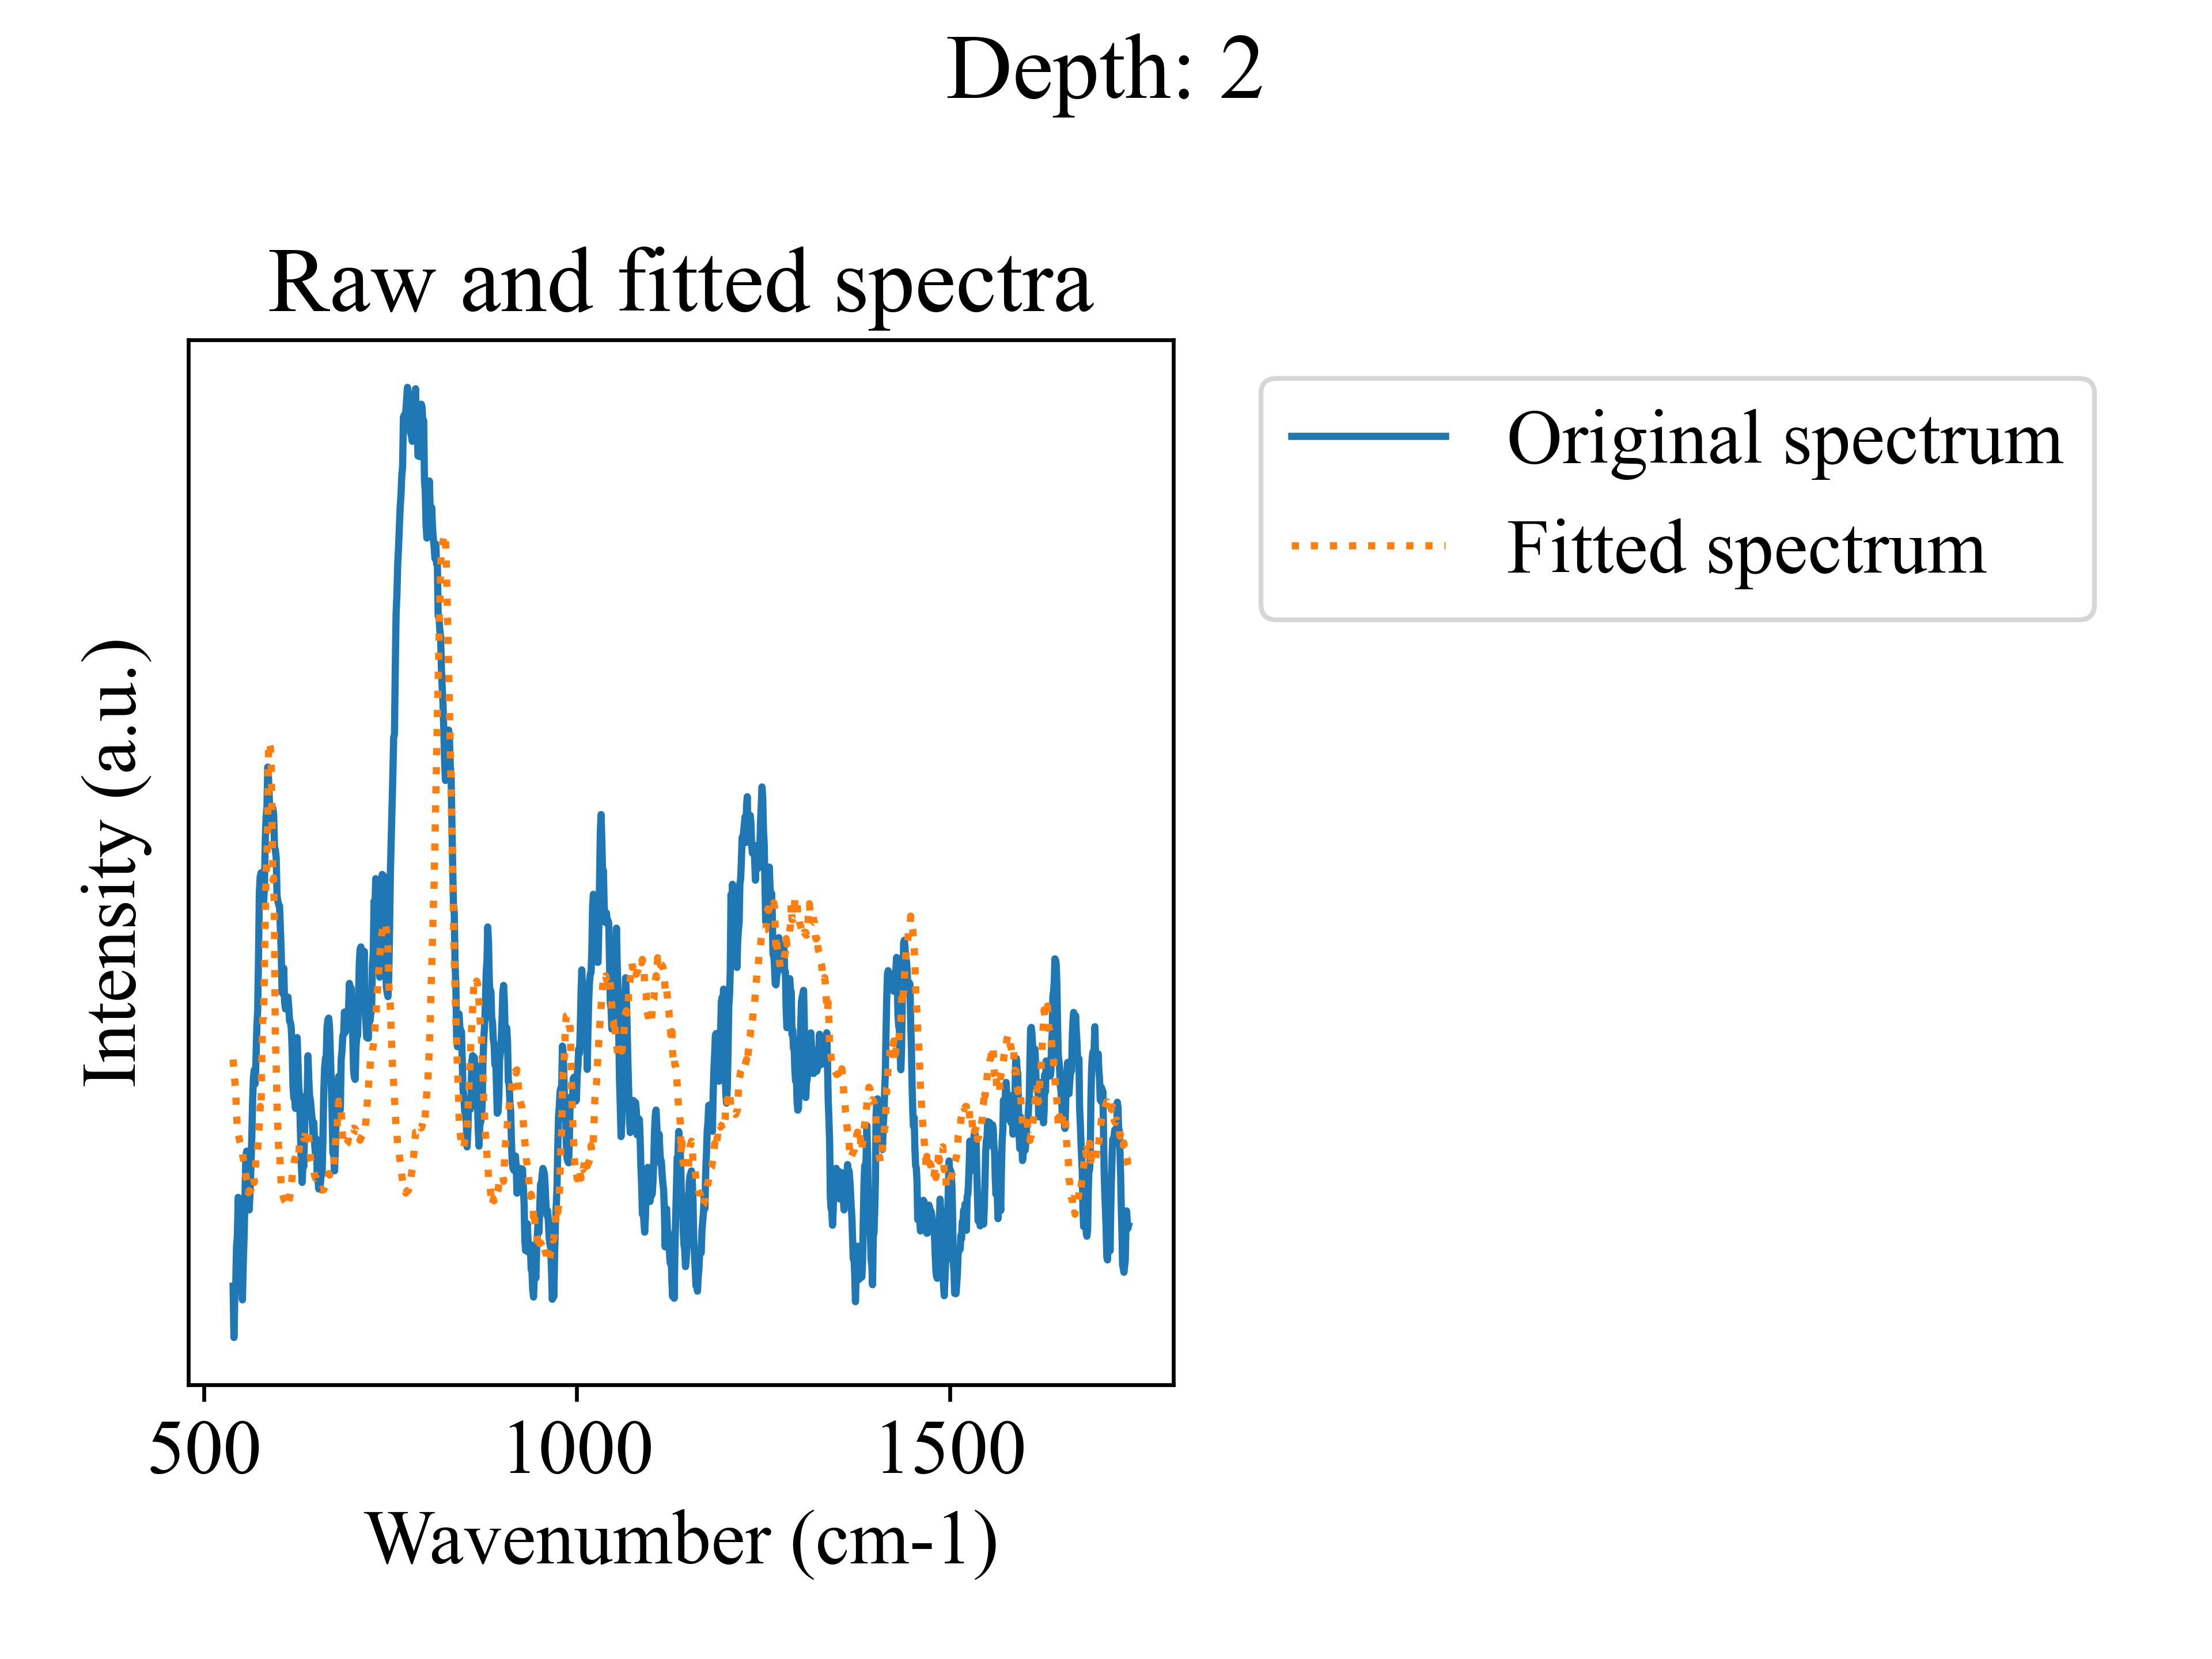 Depth: 2
Raw and fitted spectra
Original spectrum
Fitted spectrum
Intensity (a.u.)
500 1000 1500
Wavenumber (cm-1)